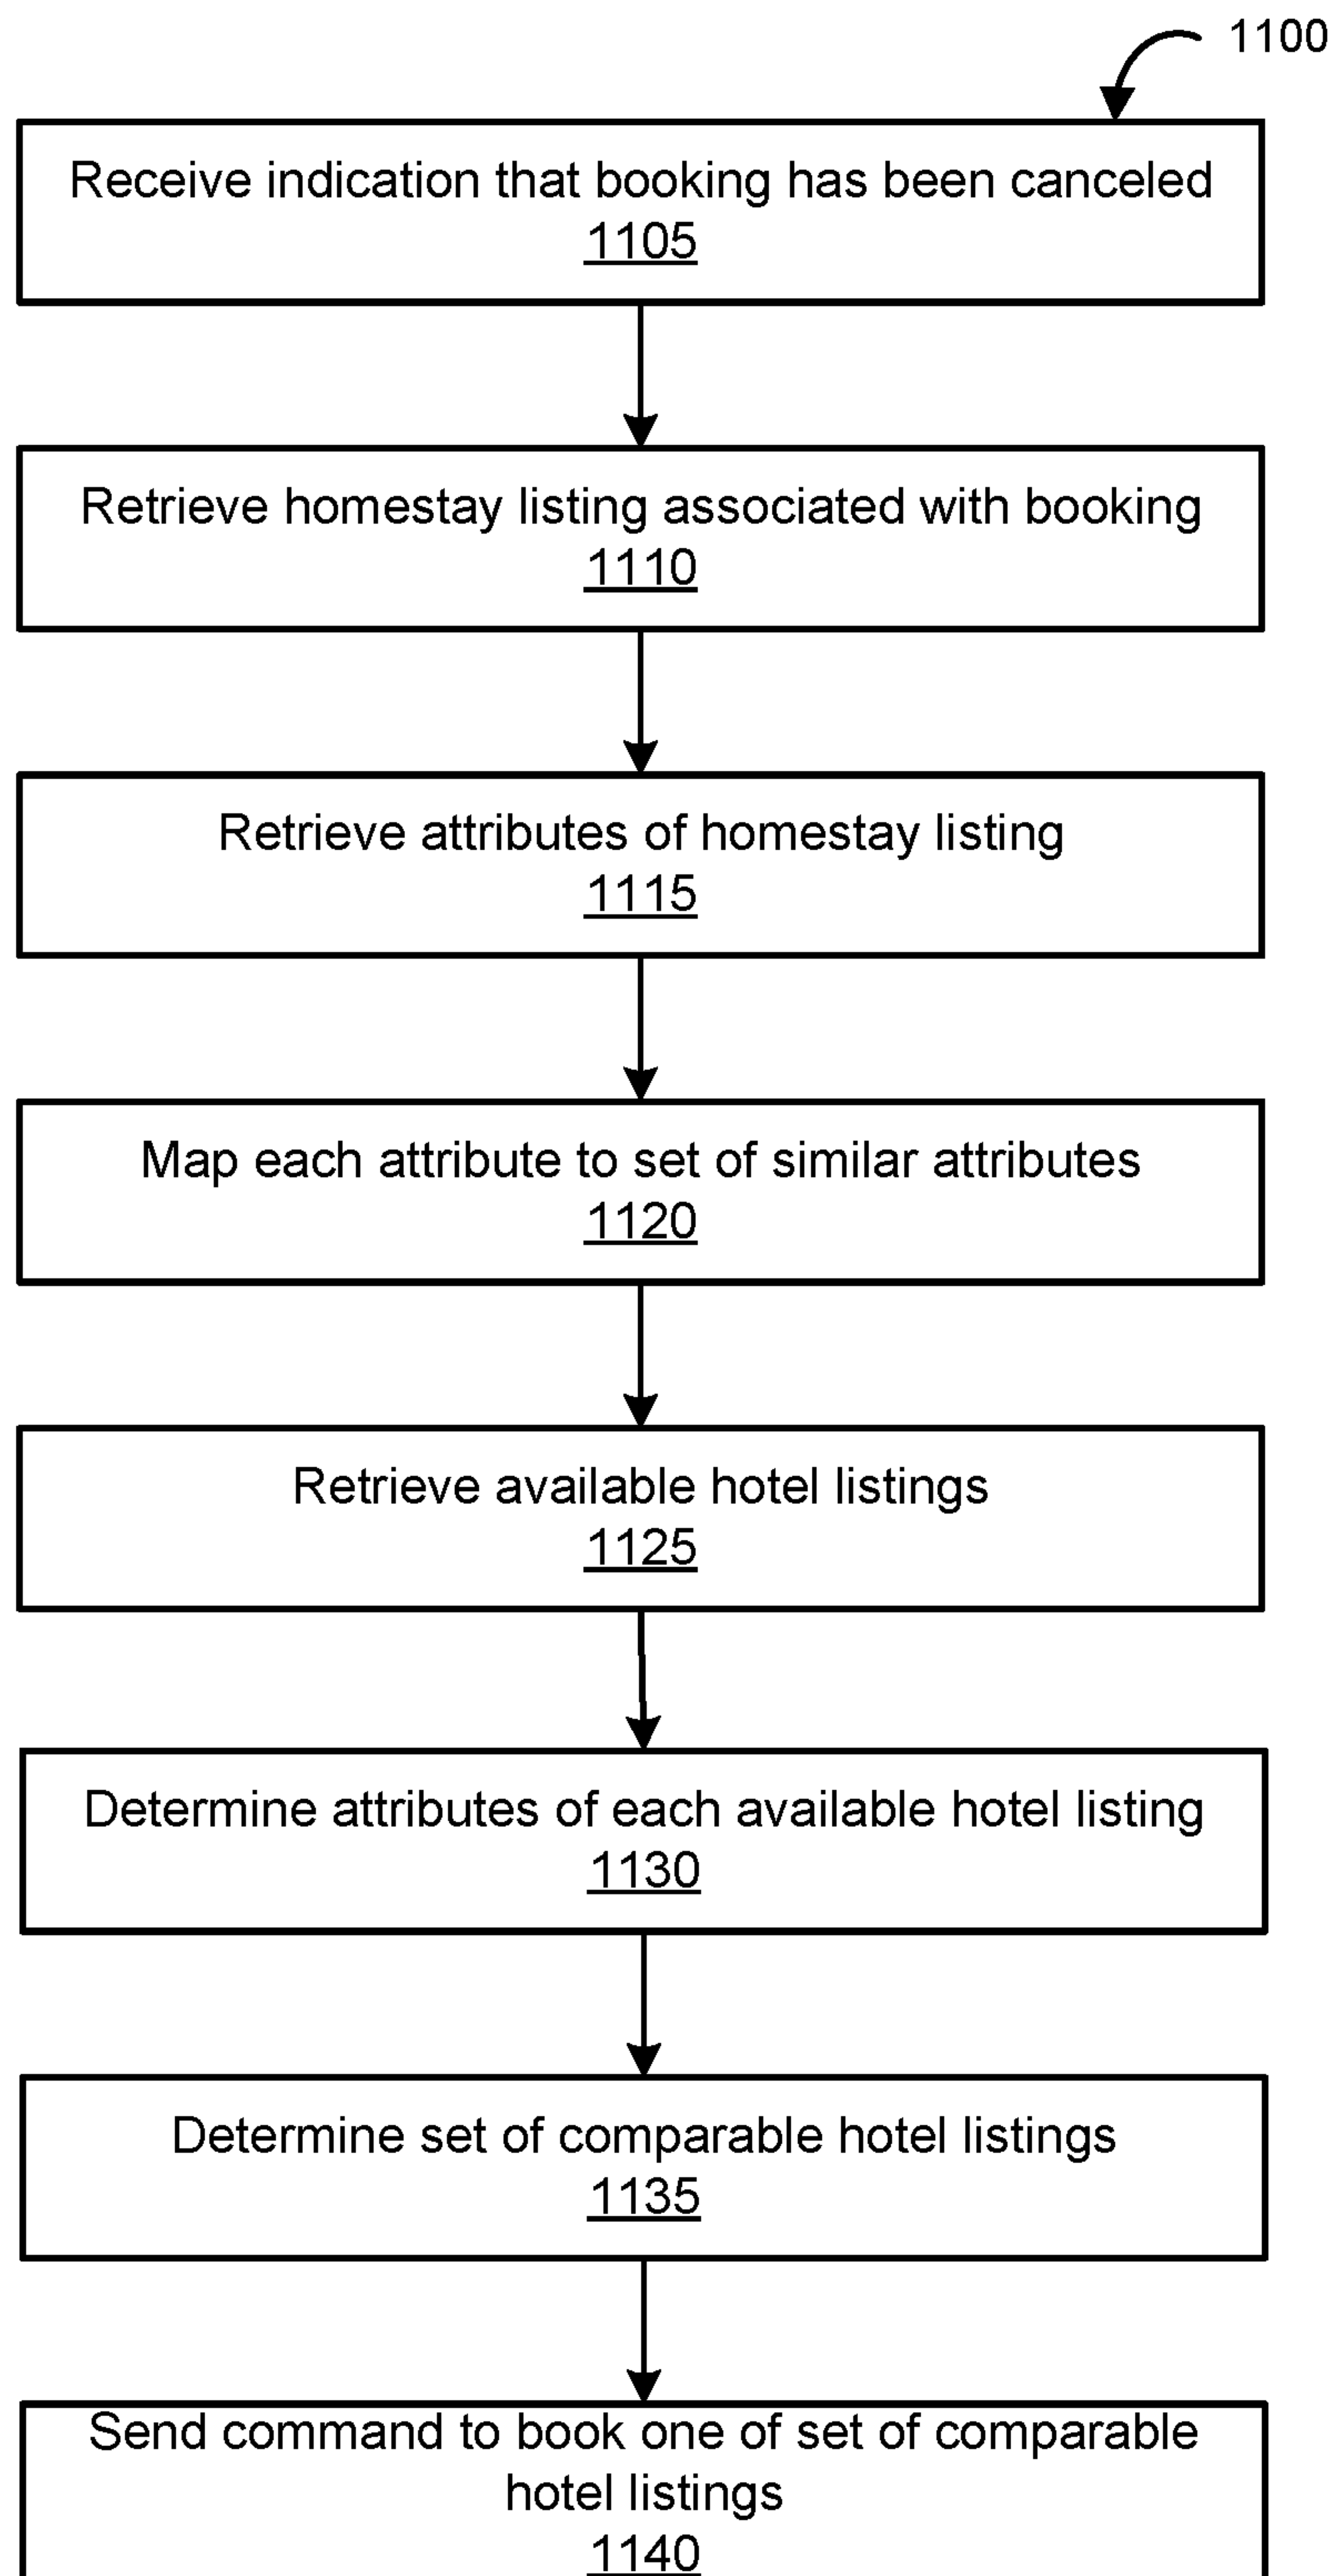 1100
Receive indication that booking has been canceled
1105
Retrieve homestay listing associated with booking
1110
Retrieve attributes of homestay listing
1115
Map each attribute to set of similar attributes
1120
Retrieve available hotel listings
1125
Determine attributes of each available hotel listing
1130
Determine set of comparable hotel listings
1135
Send command to book one of set of comparable
hotel listings
1140